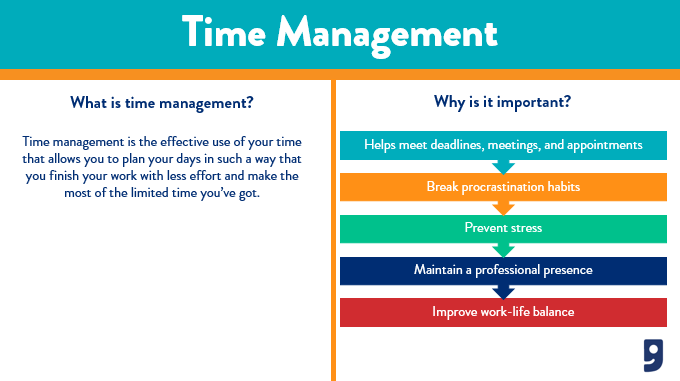 Time Management
What is time management?
Time management is the effective use of your time
that allows you to plan your days in such a way that
you finish your work with less effort and make the
most of the limited time you've got.
Why is it important?
Helps meet deadlines, meetings, and appointments
Break procrastination habits
Prevent stress
Maintain a professional presence
Improve work-life balance
g